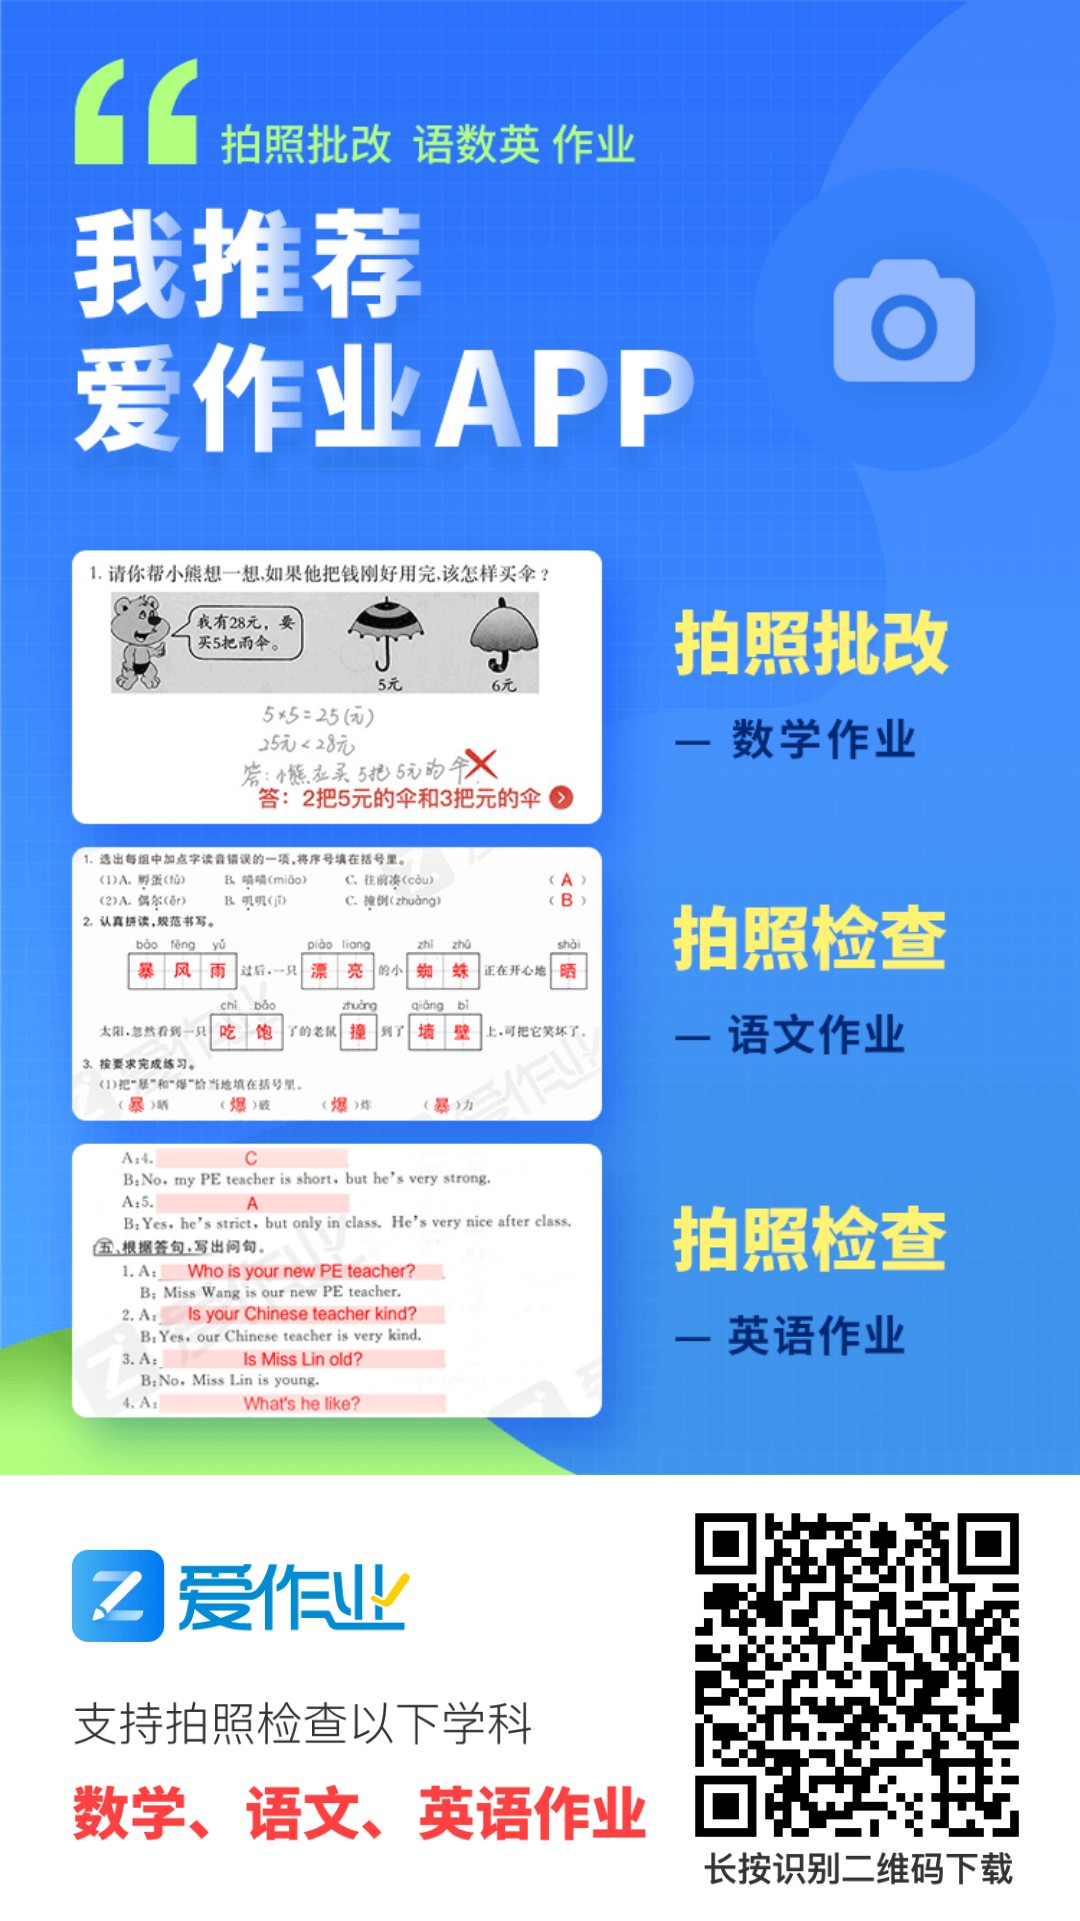 拍照批改 语数英 作业
我推荐
爱作业APP
1. 请你帮小熊想一想,如果他把钱刚好用完,该怎样买伞?
我有28元，要
买5把雨伞。
5元
6元
5×5=25(元)
25元<28元
答:小熊应买5把5元的伞.
答：2把5元的伞和3把元的伞
拍照批改
— 数学作业
1. 选出每组中加点字读音错误的一项,将序号填在括号里。
(1)A. 孵蛋(fū) B. 喵喵(miāo) C. 往前凑(còu) ( A )
(2)A. 偶尔(ěr) B. 叽叽(jī) C. 撞倒(zhuàng) ( B )
2. 认真拼读,规范书写。
bào fēng yǔ piào liang zhī zhū shài
暴风雨 过后,一只 漂亮 的小 蜘蛛 正在开心地 晒
chī bǎo zhuàng qiáng bì
太阳,忽然看到一只 吃饱 了的老鼠 撞 到了 墙壁 上,可把它笑坏了。
3. 按要求完成练习。
(1)把“暴”和“爆”恰当地填在括号里。
( 暴 )晒 ( 爆 )破 ( 爆 )炸 ( 暴 )力
拍照检查
— 语文作业
A:4. C
B:No, my PE teacher is short, but he's very strong.
A:5. A
B:Yes, he's strict, but only in class. He's very nice after class.
五、根据答句,写出问句。
1. A: Who is your new PE teacher?
B: Miss Wang is our new PE teacher.
2. A: Is your Chinese teacher kind?
B:Yes, our Chinese teacher is very kind.
3. A: Is Miss Lin old?
B:No, Miss Lin is young.
4. A: What's he like?
拍照检查
— 英语作业
爱作业
支持拍照检查以下学科
数学、语文、英语作业
长按识别二维码下载